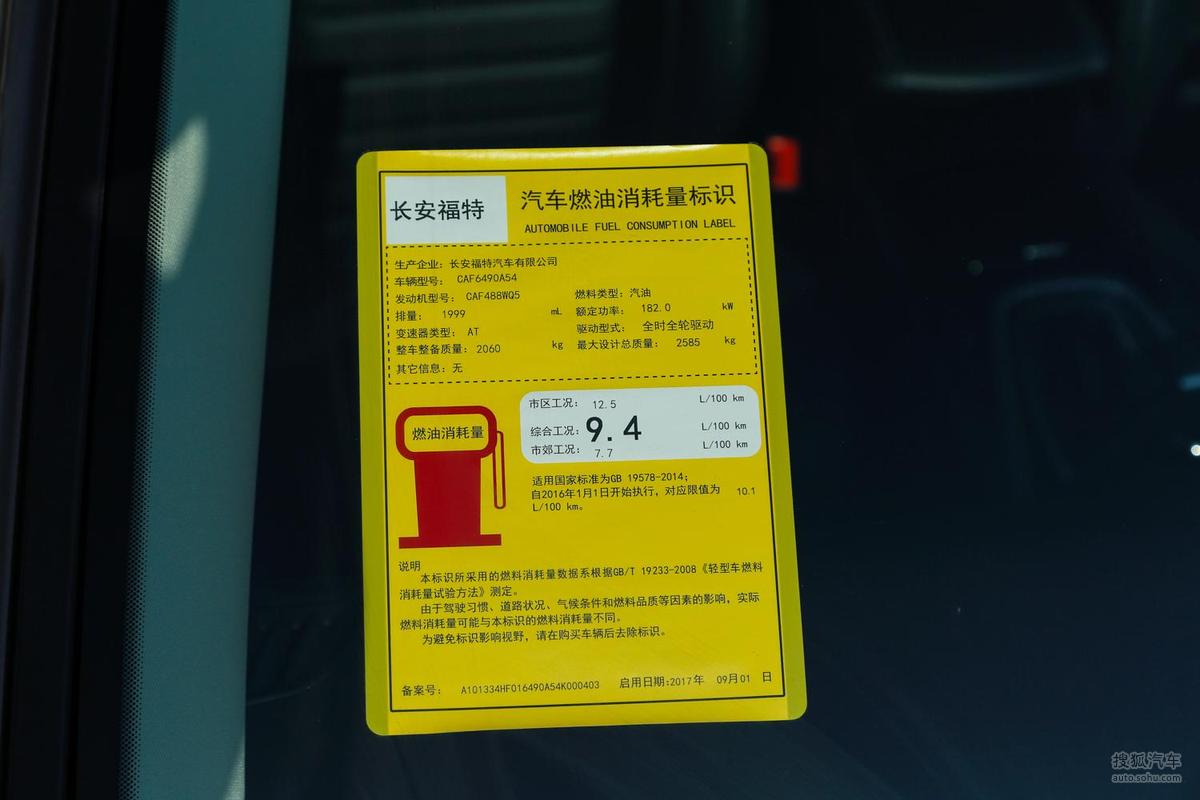 长安福特
汽车燃油消耗量标识
AUTOMOBILE FUEL CONSUMPTION LABEL
生产企业: 长安福特汽车有限公司
车辆型号: CAF6490A54
发动机型号: CAF488WQ5 燃料类型: 汽油
排量: 1999 mL 额定功率: 182.0 kW
变速器类型: AT 驱动型式: 全时全轮驱动
整车整备质量: 2060 kg 最大设计总质量: 2585 kg
其它信息: 无
燃油消耗量
市区工况: 12.5 L/100 km
综合工况: 9.4 L/100 km
市郊工况: 7.7 L/100 km
适用国家标准为GB 19578-2014;
自2016年1月1日开始执行, 对应限值为 10.1
L/100 km。
说明
本标识所采用的燃料消耗量数据系根据GB/T 19233-2008《轻型车燃料
消耗量试验方法》测定。
由于驾驶习惯、道路状况、气候条件和燃料品质等因素的影响, 实际
燃料消耗量可能与本标识的燃料消耗量不同。
为避免标识影响视野, 请在购买车辆后去除标识。
备案号: A101334HF016490A54K000403 启用日期:2017年 09月01 日
搜狐汽车
auto.sohu.com